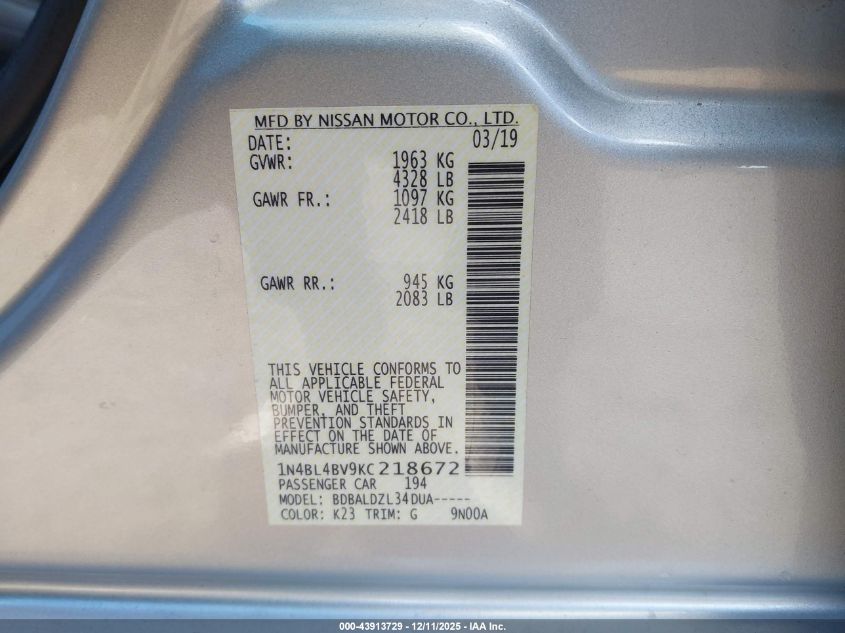 MFD BY NISSAN MOTOR CO., LTD.
DATE: 03/19
GVWR: 1963 KG
4328 LB
GAWR FR.: 1097 KG
2418 LB
GAWR RR.: 945 KG
2083 LB
THIS VEHICLE CONFORMS TO
ALL APPLICABLE FEDERAL
MOTOR VEHICLE SAFETY,
BUMPER, AND THEFT
PREVENTION STANDARDS IN
EFFECT ON THE DATE OF
MANUFACTURE SHOWN ABOVE.
1N4BL4BV9KC218672
PASSENGER CAR 194
MODEL: BDBALDZL34DUA-----
COLOR: K23 TRIM: G 9N00A
000-43913729 - 12/11/2025 - IAA Inc.